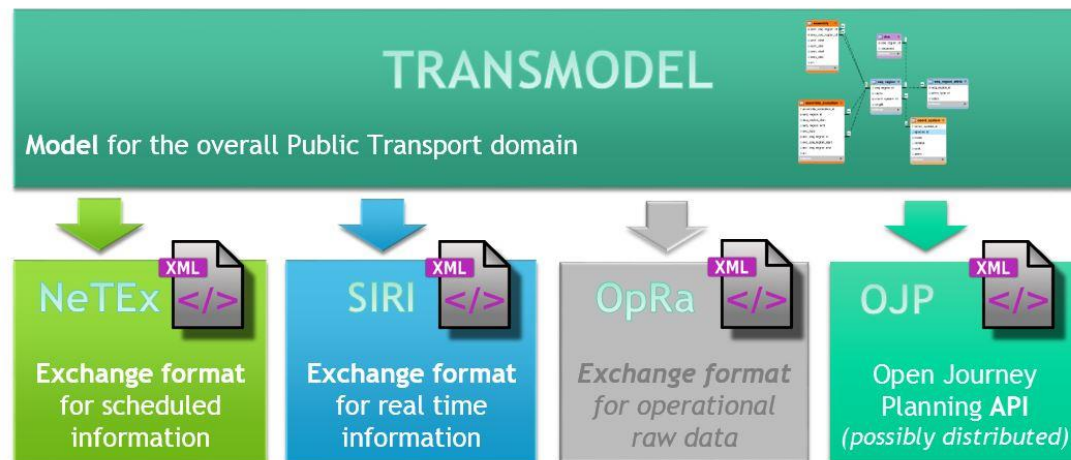 TRANSMODEL
Model for the overall Public Transport domain
XML
</>
NeTEx
Exchange format
for scheduled
information
XML
</>
SIRI
Exchange format
for real time
information
XML
</>
OpRa
Exchange format
for operational
raw data
XML
</>
OJP
Open Journey
Planning API
(possibly distributed)